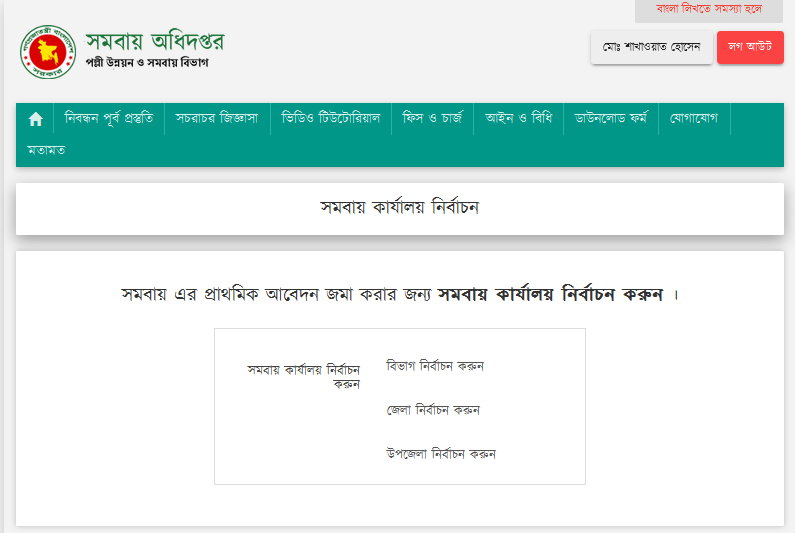 বাংলা লিখতে সমস্যা হলে
সমবায় অধিদপ্তর
পল্লী উন্নয়ন ও সমবায় বিভাগ
মোঃ শাখাওয়াত হোসেন
লগ আউট
নিবন্ধন পূর্ব প্রস্তুতি
সচরাচর জিজ্ঞাসা
ভিডিও টিউটোরিয়াল
ফিস ও চার্জ
আইন ও বিধি
ডাউনলোড ফর্ম
যোগাযোগ
মতামত
সমবায় কার্যালয় নির্বাচন
সমবায় এর প্রাথমিক আবেদন জমা করার জন্য সমবায় কার্যালয় নির্বাচন করুন ।
সমবায় কার্যালয় নির্বাচন
করুন
বিভাগ নির্বাচন করুন
জেলা নির্বাচন করুন
উপজেলা নির্বাচন করুন